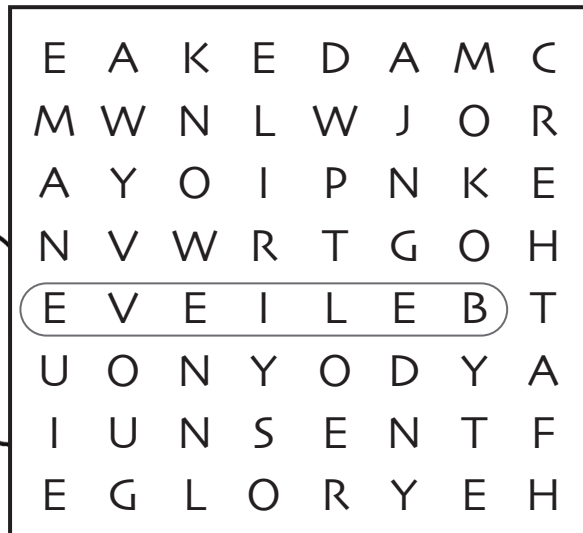 E A K E D A M C
M W N L W J O R
A Y O I P N K E
N V W R T G O H
E V E I L E B T
U O N Y O D Y A
I U N S E N T F
E G L O R Y E H